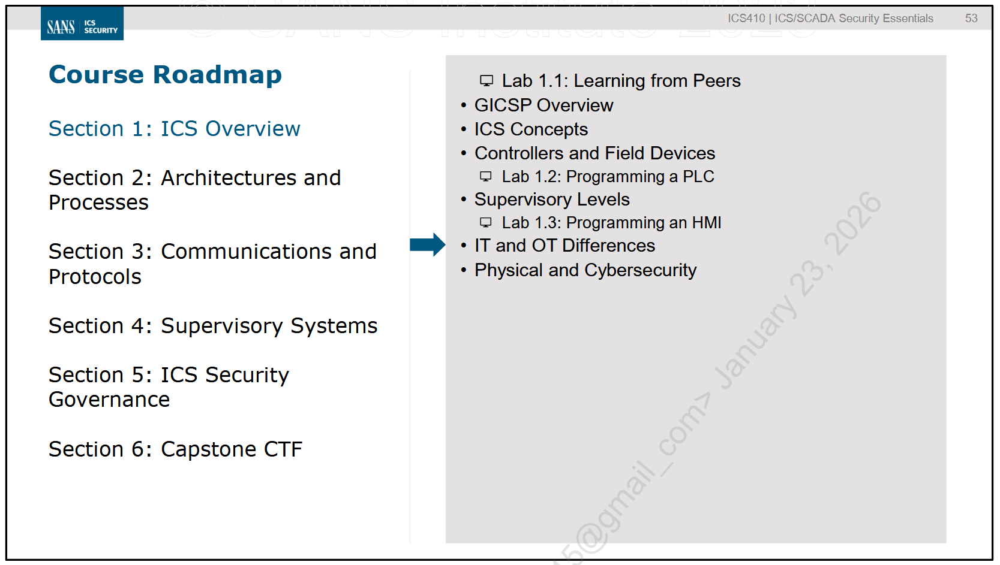 © SANS Institute 2026
SANS ICS SECURITY
ICS410 | ICS/SCADA Security Essentials 53
Course Roadmap
Section 1: ICS Overview
Section 2: Architectures and
Processes
Section 3: Communications and
Protocols
Section 4: Supervisory Systems
Section 5: ICS Security
Governance
Section 6: Capstone CTF
Lab 1.1: Learning from Peers
• GICSP Overview
• ICS Concepts
• Controllers and Field Devices
Lab 1.2: Programming a PLC
• Supervisory Levels
Lab 1.3: Programming an HMI
• IT and OT Differences
• Physical and Cybersecurity
5@gmail_com> January 23, 2026